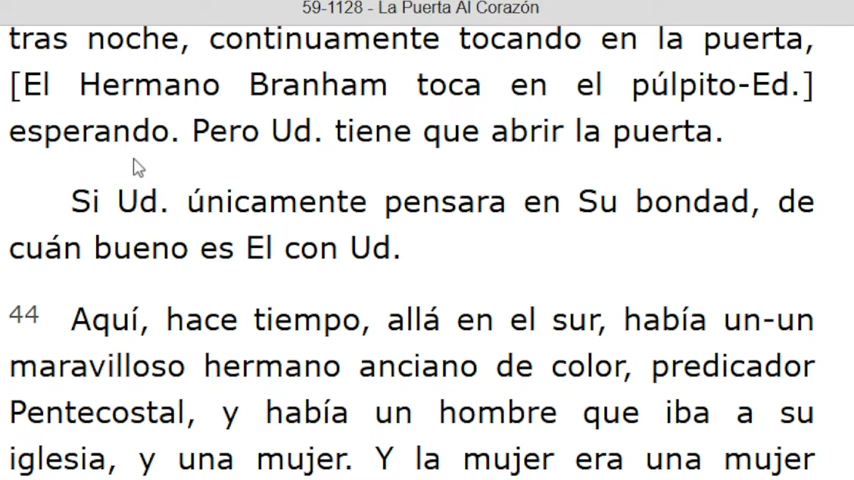 59-1128 - La Puerta Al Corazón
tras noche, continuamente tocando en la puerta,
[El Hermano Branham toca en el púlpito-Ed.]
esperando. Pero Ud. tiene que abrir la puerta.
Si Ud. únicamente pensara en Su bondad, de
cuán bueno es El con Ud.
44 Aquí, hace tiempo, allá en el sur, había un-un
maravilloso hermano anciano de color, predicador
Pentecostal, y había un hombre que iba a su
iglesia, y una mujer. Y la mujer era una mujer